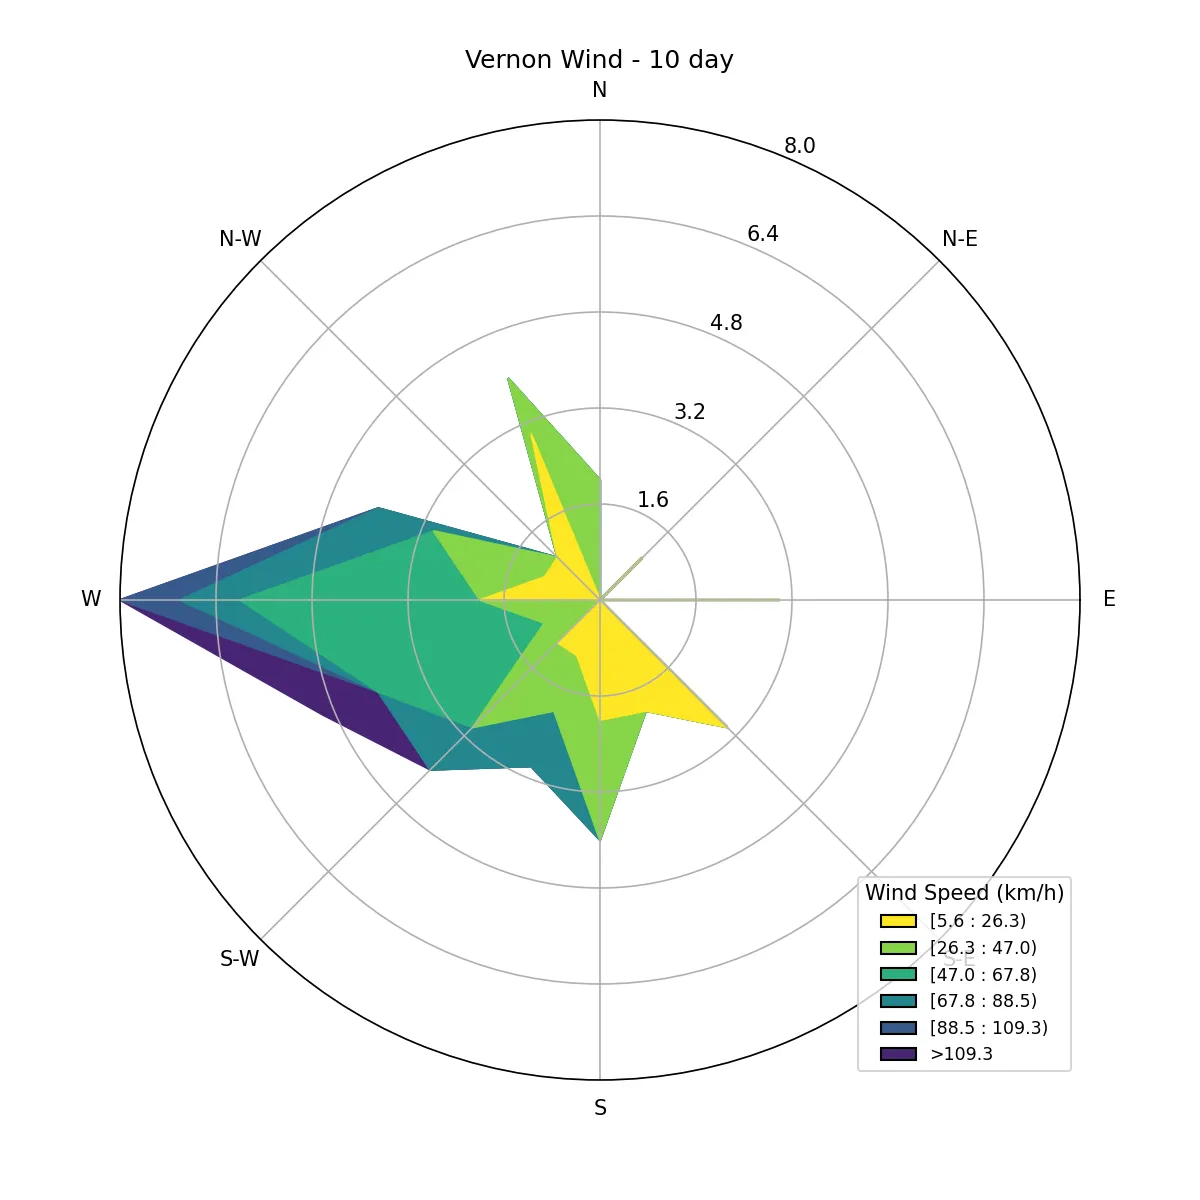 Vernon Wind - 10 day
N
8.0
N-W
6.4
N-E
4.8
3.2
1.6
W
E
S-W
S-E
S
Wind Speed (km/h)
[5.6 : 26.3)
[26.3 : 47.0)
[47.0 : 67.8)
[67.8 : 88.5)
[88.5 : 109.3)
>109.3